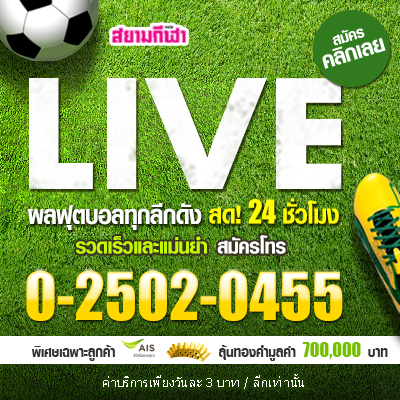 สยามกีฬา
สมัคร
คลิกเลย
LIVE
ผลฟุตบอลทุกลีกดัง สด! 24 ชั่วโมง
รวดเร็วและแม่นยำ สมัครโทร
0-2502-0455
พิเศษเฉพาะลูกค้า AIS ลุ้นทองคำมูลค่า 700,000 บาท
ค่าบริการเพียงวันละ 3 บาท / ลีกเท่านั้น